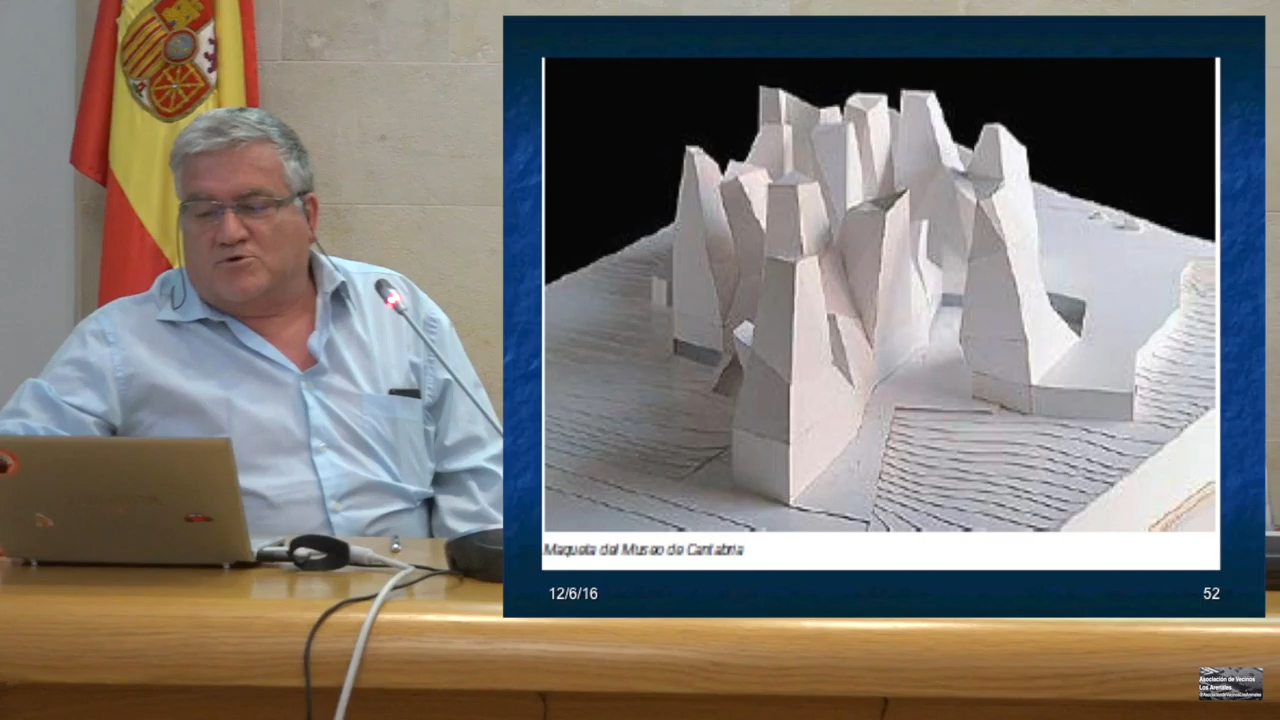 Maqueta del Museo de Cantabria
12/6/16
52
Asociación de Vecinos
Los Arenales